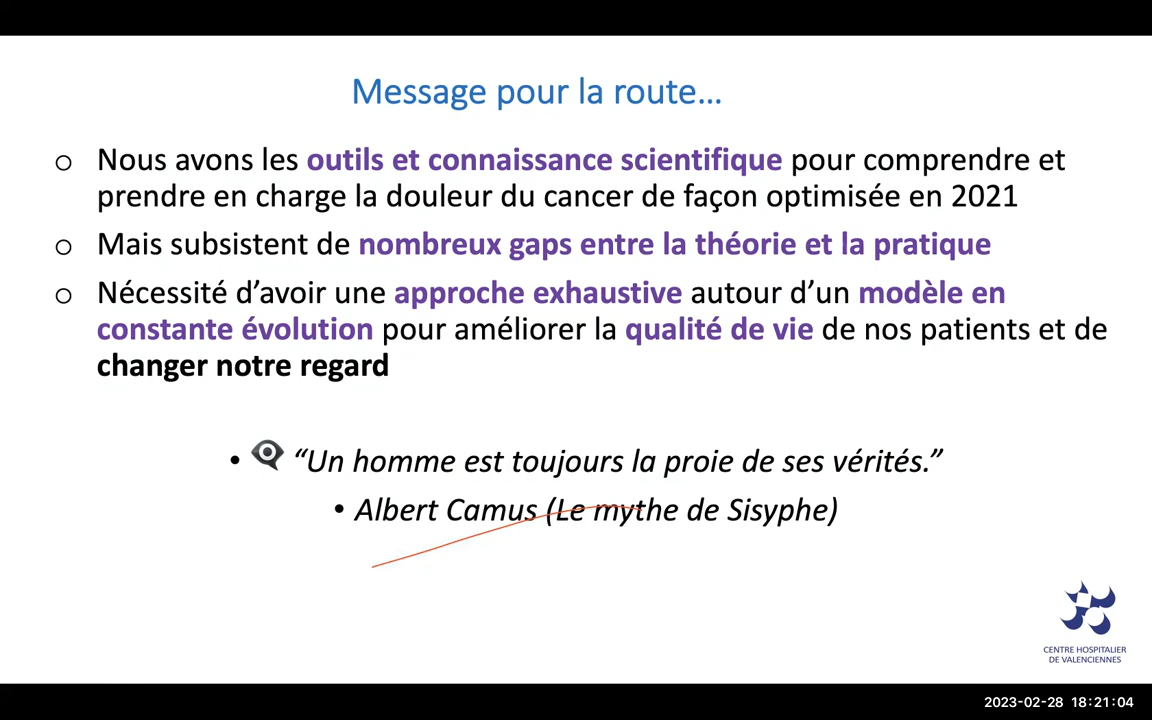 Message pour la route…
o Nous avons les outils et connaissance scientifique pour comprendre et
prendre en charge la douleur du cancer de façon optimisée en 2021
o Mais subsistent de nombreux gaps entre la théorie et la pratique
o Nécessité d’avoir une approche exhaustive autour d’un modèle en
constante évolution pour améliorer la qualité de vie de nos patients et de
changer notre regard
• “Un homme est toujours la proie de ses vérités.”
• Albert Camus (Le mythe de Sisyphe)
CENTRE HOSPITALIER
DE VALENCIENNES
2023-02-28 18:21:04